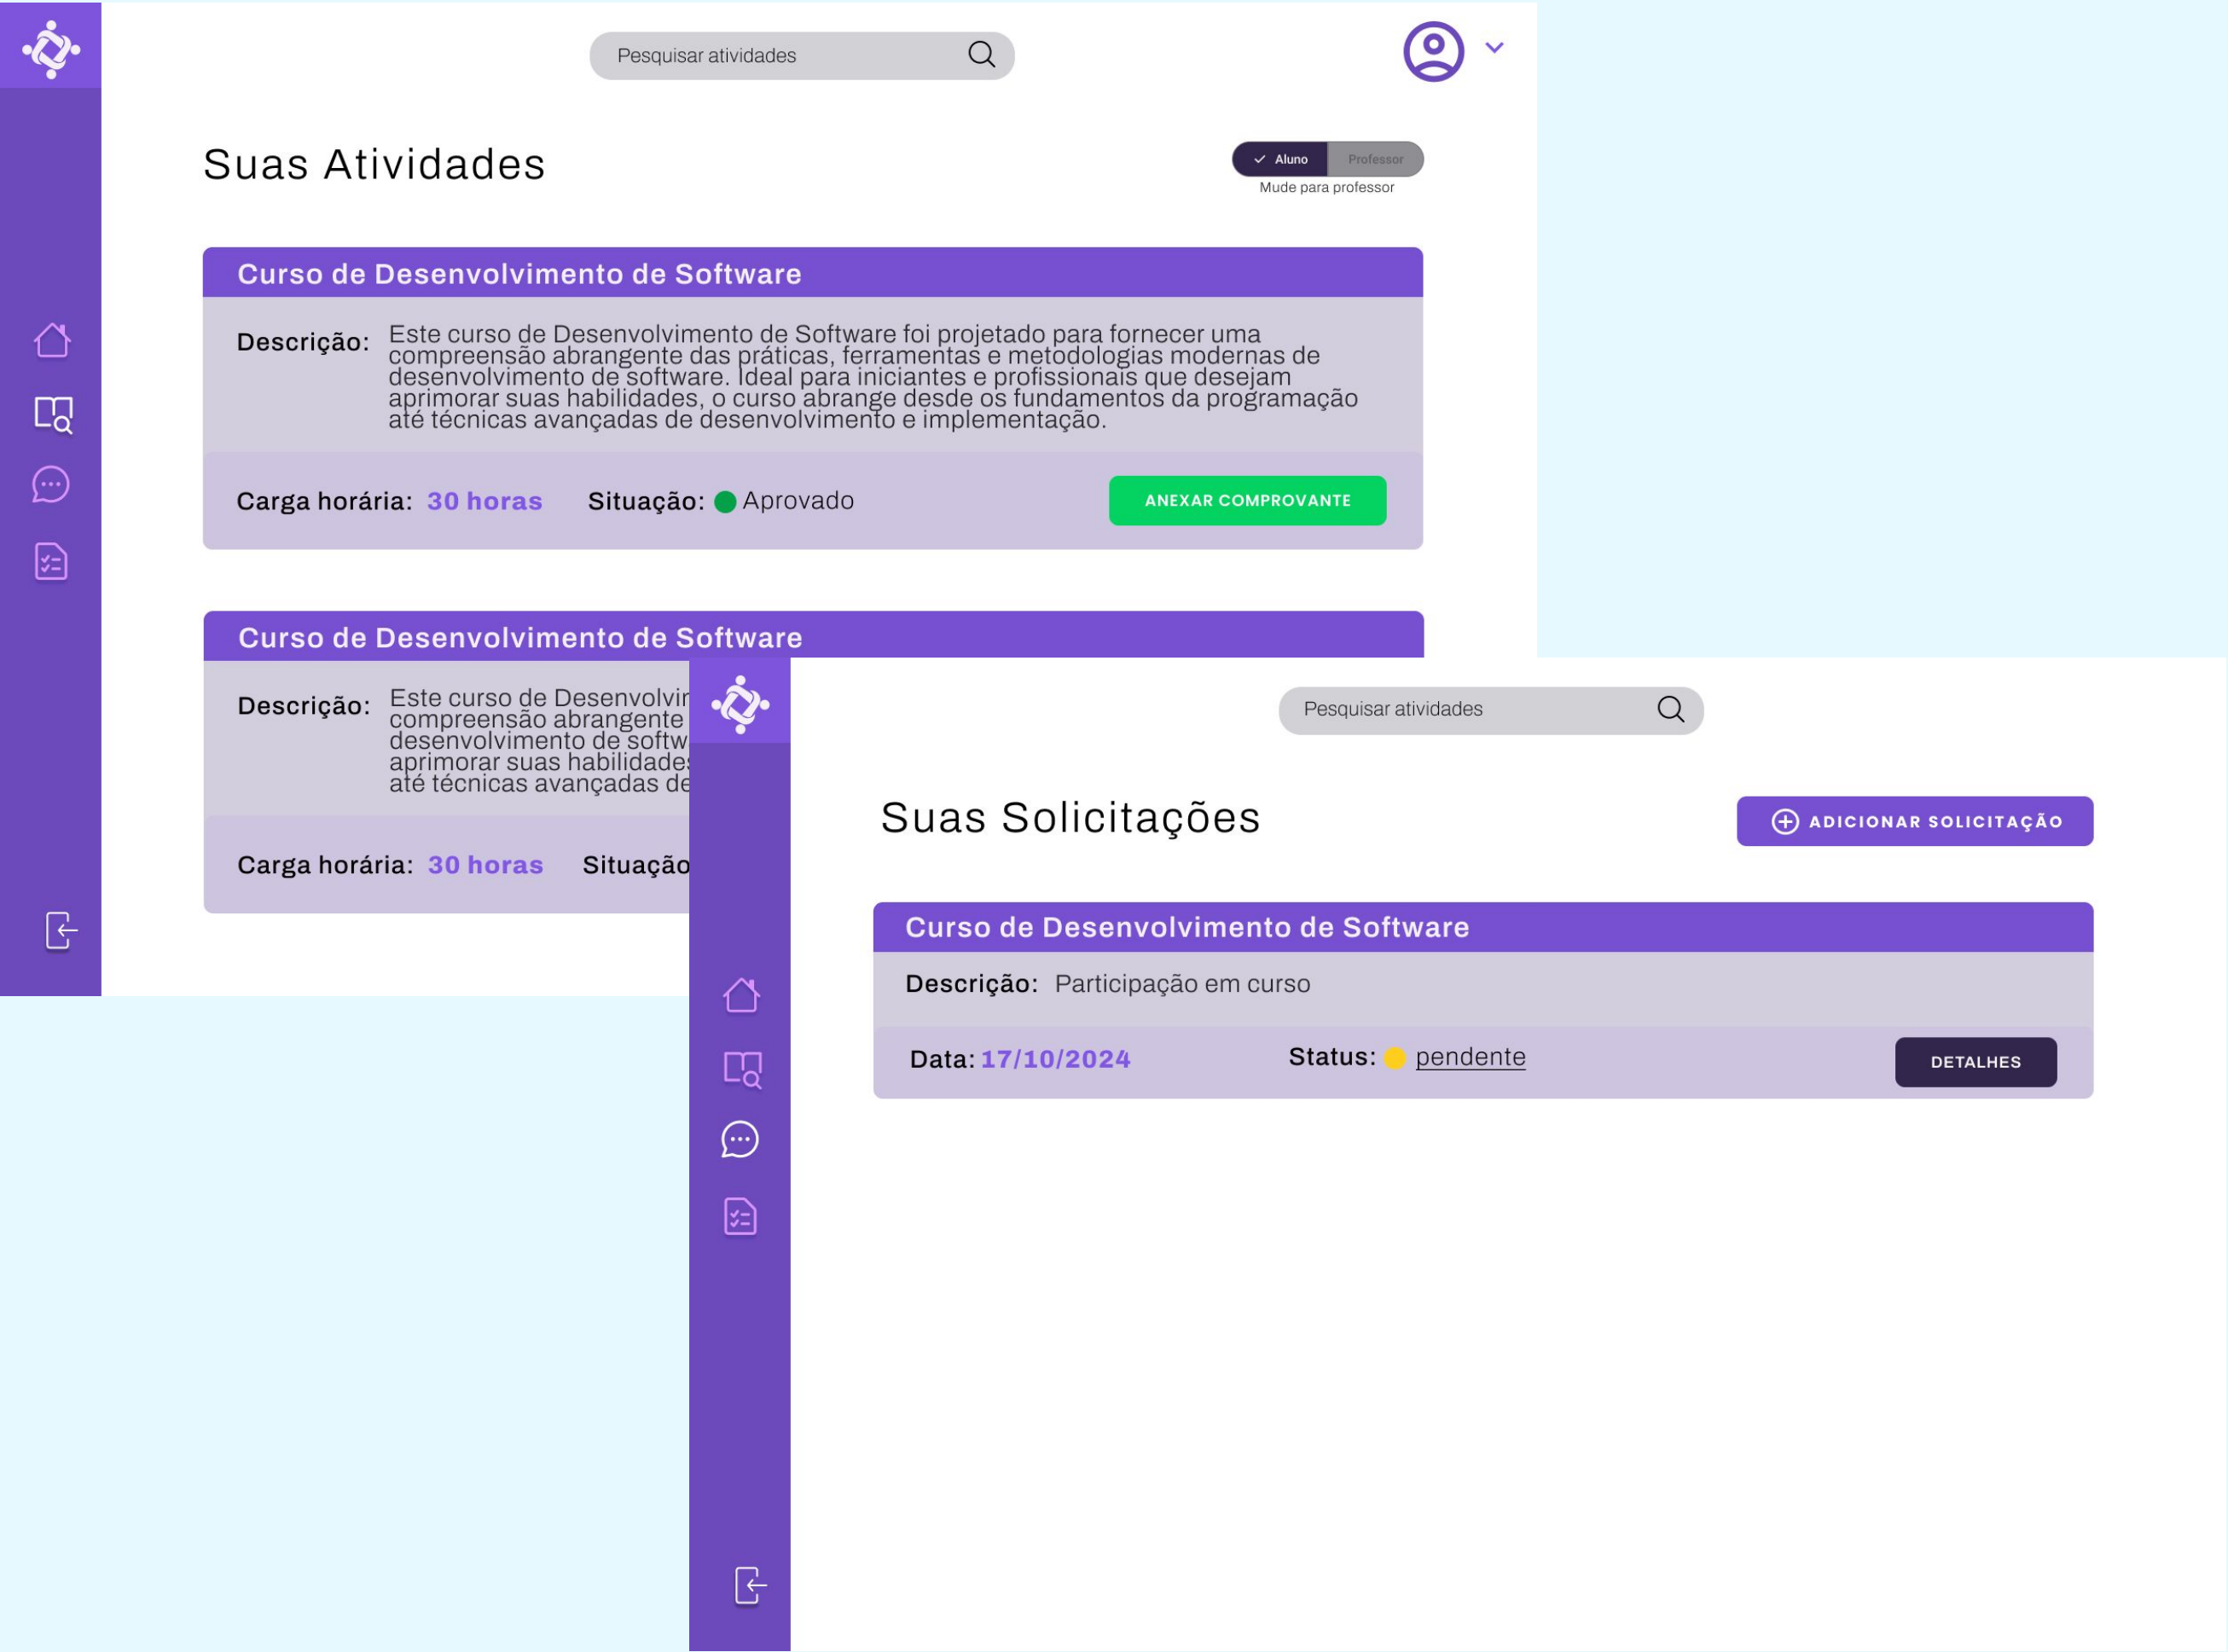 Pesquisar atividades
Suas Atividades
Aluno
Professor
Mude para professor
Curso de Desenvolvimento de Software
Descrição:
Este curso de Desenvolvimento de Software foi projetado para fornecer uma
compreensão abrangente das práticas, ferramentas e metodologias modernas de
desenvolvimento de software. Ideal para iniciantes e profissionais que desejam
aprimorar suas habilidades, o curso abrange desde os fundamentos da programação
até técnicas avançadas de desenvolvimento e implementação.
Carga horária: 30 horas
Situação: Aprovado
ANEXAR COMPROVANTE
Curso de Desenvolvimento de Software
Descrição:
Este curso de Desenvolvi
compreensão abrangente
desenvolvimento de softw
aprimorar suas habilidade
até técnicas avançadas de
Carga horária: 30 horas
Situação
Pesquisar atividades
Suas Solicitações
ADICIONAR SOLICITAÇÃO
Curso de Desenvolvimento de Software
Descrição: Participação em curso
Data: 17/10/2024
Status: pendente
DETALHES